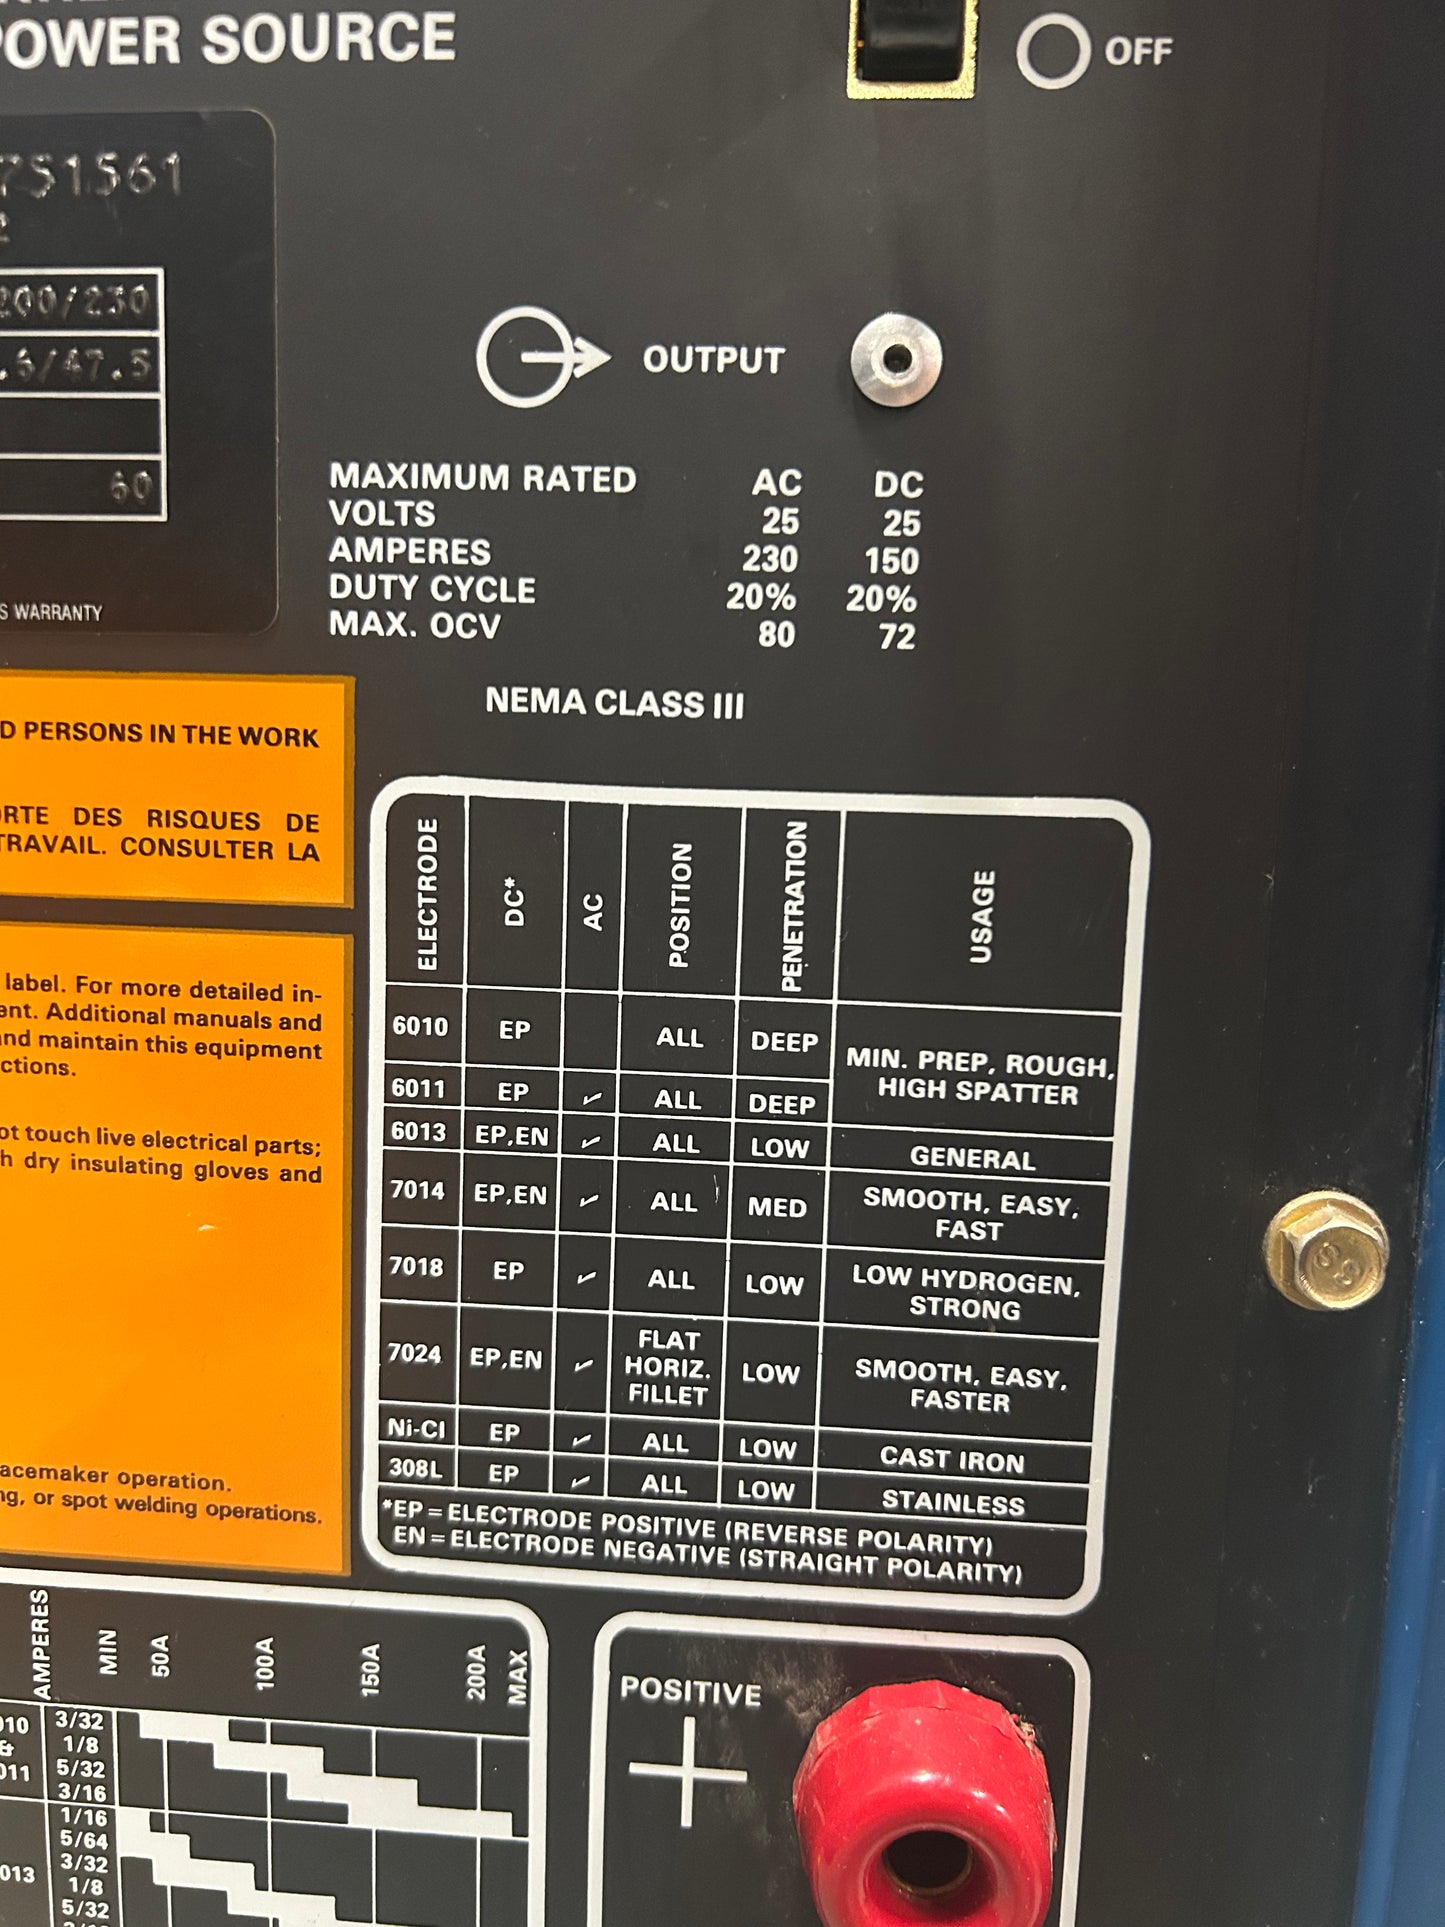 POWER SOURCE
OFF
751561
200/230
.6/47.5
60
S WARRANTY
OUTPUT
MAXIMUM RATED AC DC
VOLTS 25 25
AMPERES 230 150
DUTY CYCLE 20% 20%
MAX. OCV 80 72
NEMA CLASS III
D PERSONS IN THE WORK
RTE DES RISQUES DE
TRAVAIL. CONSULTER LA
label. For more detailed in-
ent. Additional manuals and
nd maintain this equipment
ctions.
ot touch live electrical parts;
h dry insulating gloves and
acemaker operation.
ng, or spot welding operations.
ELECTRODE DC* AC POSITION PENETRATION USAGE
6010 EP ALL DEEP MIN. PREP, ROUGH,
HIGH SPATTER
6011 EP ✓ ALL DEEP
6013 EP,EN ✓ ALL LOW GENERAL
7014 EP,EN ✓ ALL MED SMOOTH, EASY,
FAST
7018 EP ✓ ALL LOW LOW HYDROGEN,
STRONG
7024 EP,EN ✓ FLAT
HORIZ.
FILLET LOW SMOOTH, EASY,
FASTER
Ni-Cl EP ✓ ALL LOW CAST IRON
308L EP ✓ ALL LOW STAINLESS
*EP = ELECTRODE POSITIVE (REVERSE POLARITY)
EN = ELECTRODE NEGATIVE (STRAIGHT POLARITY)
AMPERES MIN 50A 100A 150A 200A MAX
010 3/32
& 1/8
011 5/32
3/16
1/16
5/64
013 3/32
1/8
5/32
POSITIVE
+
SS